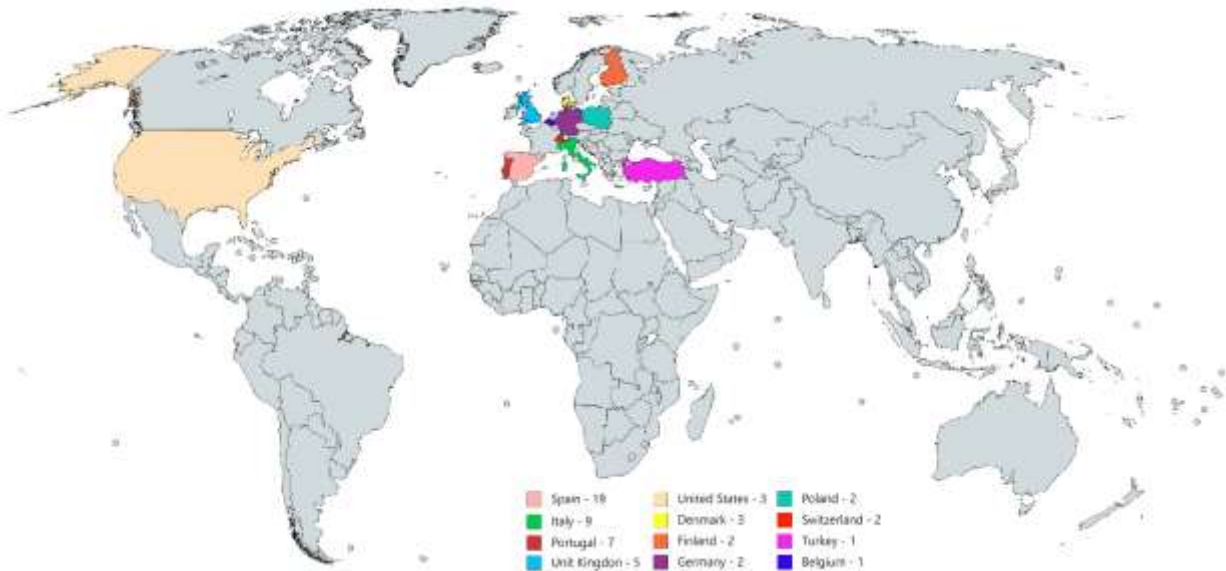 Spain - 19
Italy - 9
Portugal - 7
Unit Kingdon - 5
United States - 3
Denmark - 3
Finland - 2
Germany - 2
Poland - 2
Switzerland - 2
Turkey - 1
Belgium - 1